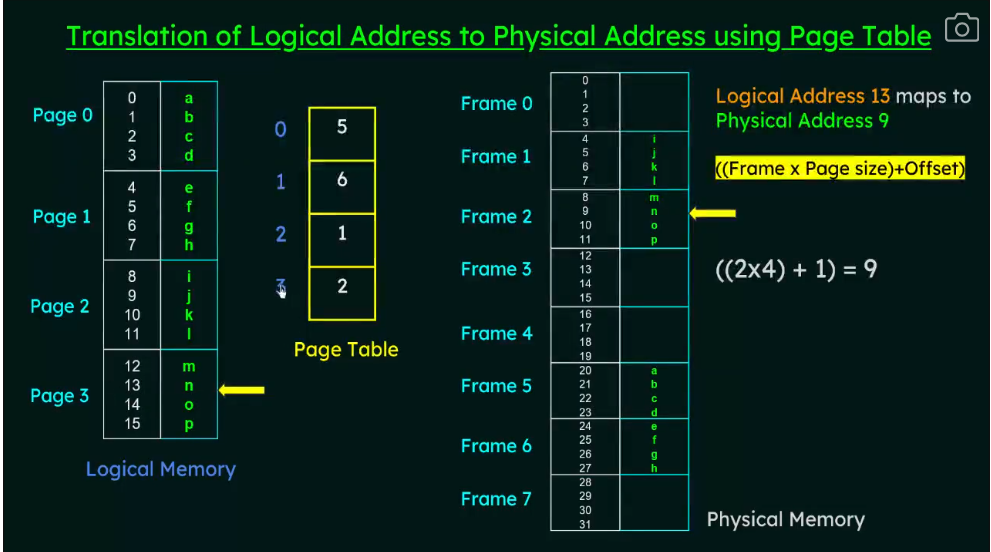 Translation of Logical Address to Physical Address using Page Table
Page 0
0 a
1 b
2 c
3 d
Page 1
4 e
5 f
6 g
7 h
Page 2
8 i
9 j
10 k
11 l
Page 3
12 m
13 n
14 o
15 p
Logical Memory
0 5
1 6
2 1
3 2
Page Table
Frame 0
0
1
2
3
Frame 1
4 i
5 j
6 k
7 l
Frame 2
8 m
9 n
10 o
11 p
Frame 3
12
13
14
15
Frame 4
16
17
18
19
Frame 5
20 a
21 b
22 c
23 d
Frame 6
24 e
25 f
26 g
27 h
Frame 7
28
29
30
31
Physical Memory
Logical Address 13 maps to
Physical Address 9
((Frame x Page size)+Offset)
((2x4) + 1) = 9